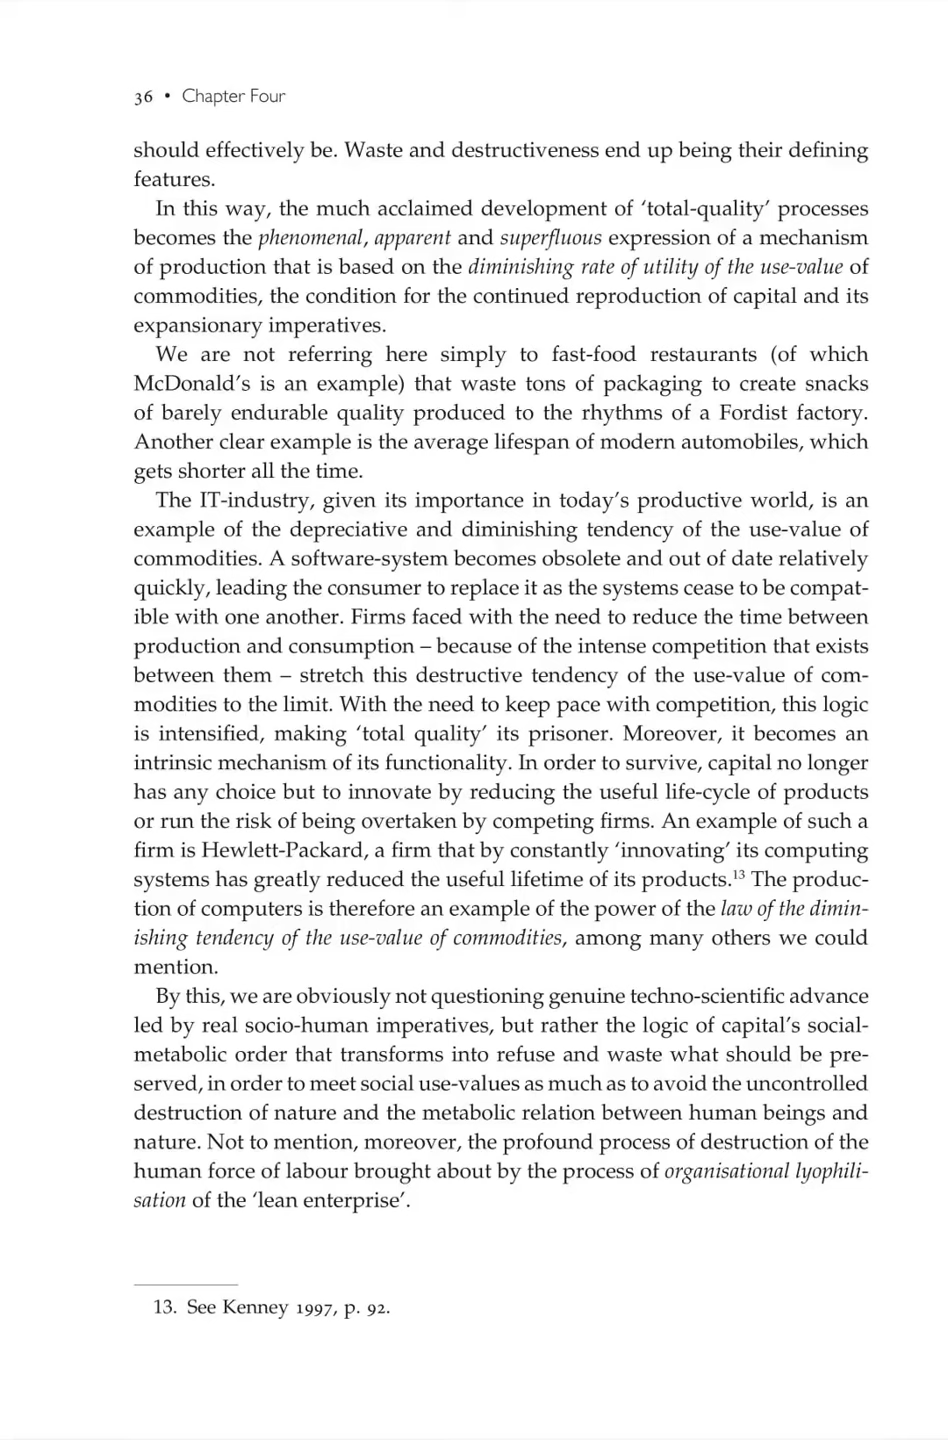 36 • Chapter Four
should effectively be. Waste and destructiveness end up being their defining
features.
In this way, the much acclaimed development of ‘total-quality’ processes
becomes the phenomenal, apparent and superfluous expression of a mechanism
of production that is based on the diminishing rate of utility of the use-value of
commodities, the condition for the continued reproduction of capital and its
expansionary imperatives.
We are not referring here simply to fast-food restaurants (of which
McDonald’s is an example) that waste tons of packaging to create snacks
of barely endurable quality produced to the rhythms of a Fordist factory.
Another clear example is the average lifespan of modern automobiles, which
gets shorter all the time.
The IT-industry, given its importance in today’s productive world, is an
example of the depreciative and diminishing tendency of the use-value of
commodities. A software-system becomes obsolete and out of date relatively
quickly, leading the consumer to replace it as the systems cease to be compat-
ible with one another. Firms faced with the need to reduce the time between
production and consumption – because of the intense competition that exists
between them – stretch this destructive tendency of the use-value of com-
modities to the limit. With the need to keep pace with competition, this logic
is intensified, making ‘total quality’ its prisoner. Moreover, it becomes an
intrinsic mechanism of its functionality. In order to survive, capital no longer
has any choice but to innovate by reducing the useful life-cycle of products
or run the risk of being overtaken by competing firms. An example of such a
firm is Hewlett-Packard, a firm that by constantly ‘innovating’ its computing
systems has greatly reduced the useful lifetime of its products.13 The produc-
tion of computers is therefore an example of the power of the law of the dimin-
ishing tendency of the use-value of commodities, among many others we could
mention.
By this, we are obviously not questioning genuine techno-scientific advance
led by real socio-human imperatives, but rather the logic of capital’s social-
metabolic order that transforms into refuse and waste what should be pre-
served, in order to meet social use-values as much as to avoid the uncontrolled
destruction of nature and the metabolic relation between human beings and
nature. Not to mention, moreover, the profound process of destruction of the
human force of labour brought about by the process of organisational lyophili-
sation of the ‘lean enterprise’.
13. See Kenney 1997, p. 92.